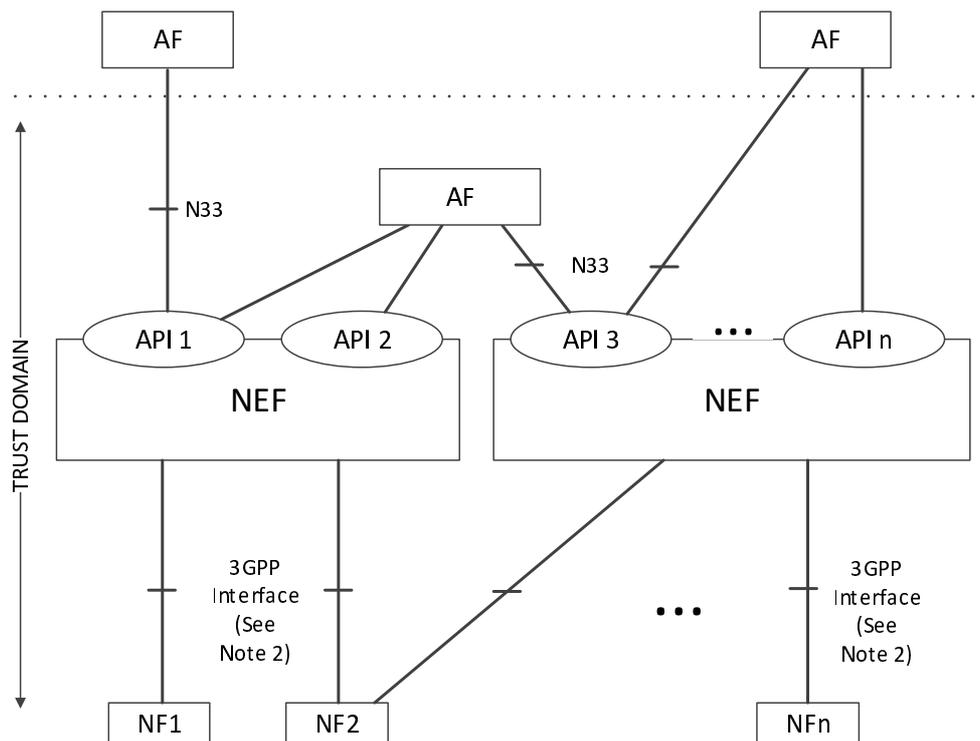 AF
AF
AF
N33
N33
API 1
API 2
API 3
...
API n
NEF
NEF
TRUST DOMAIN
3GPP
Interface
(See
Note 2)
...
3GPP
Interface
(See
Note 2)
NF1
NF2
NFn